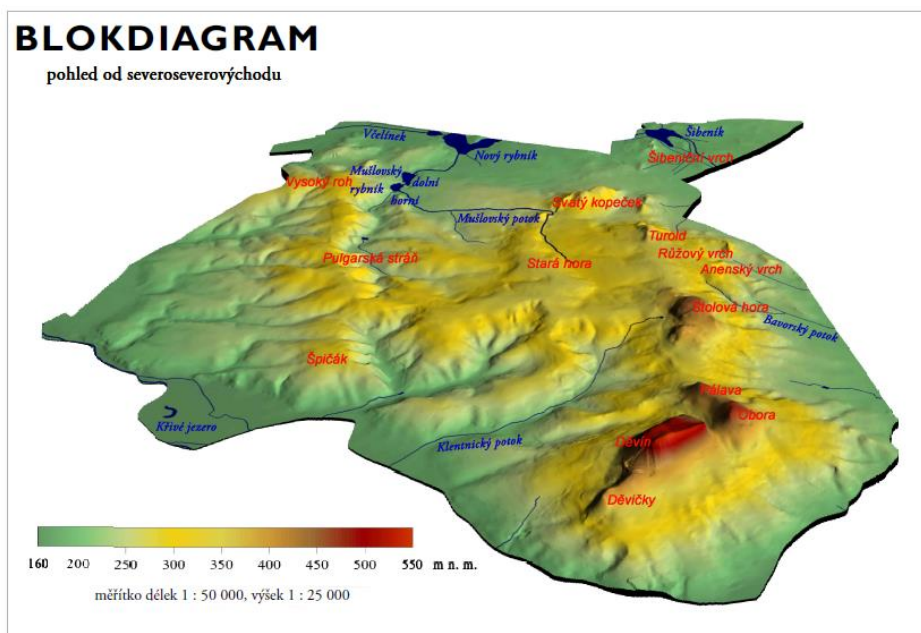 BLOKDIAGRAM
pohled od severoseverovýchodu
Včelínek
Nový rybník
Šibeník
Šibeniční vrch
Mušlovský
rybník
dolní
horní
Vysoký roh
Mušlovský potok
Svatý kopeček
Turold
Růžový vrch
Anenský vrch
Pulgarská stráň
Stará hora
Stolová hora
Bavorský potok
Špičák
Pálava
Obora
Křivé jezero
Klentnický potok
Děvín
Děvičky
160 200 250 300 350 400 450 500 550 m n. m.
měřítko délek 1 : 50 000, výšek 1 : 25 000